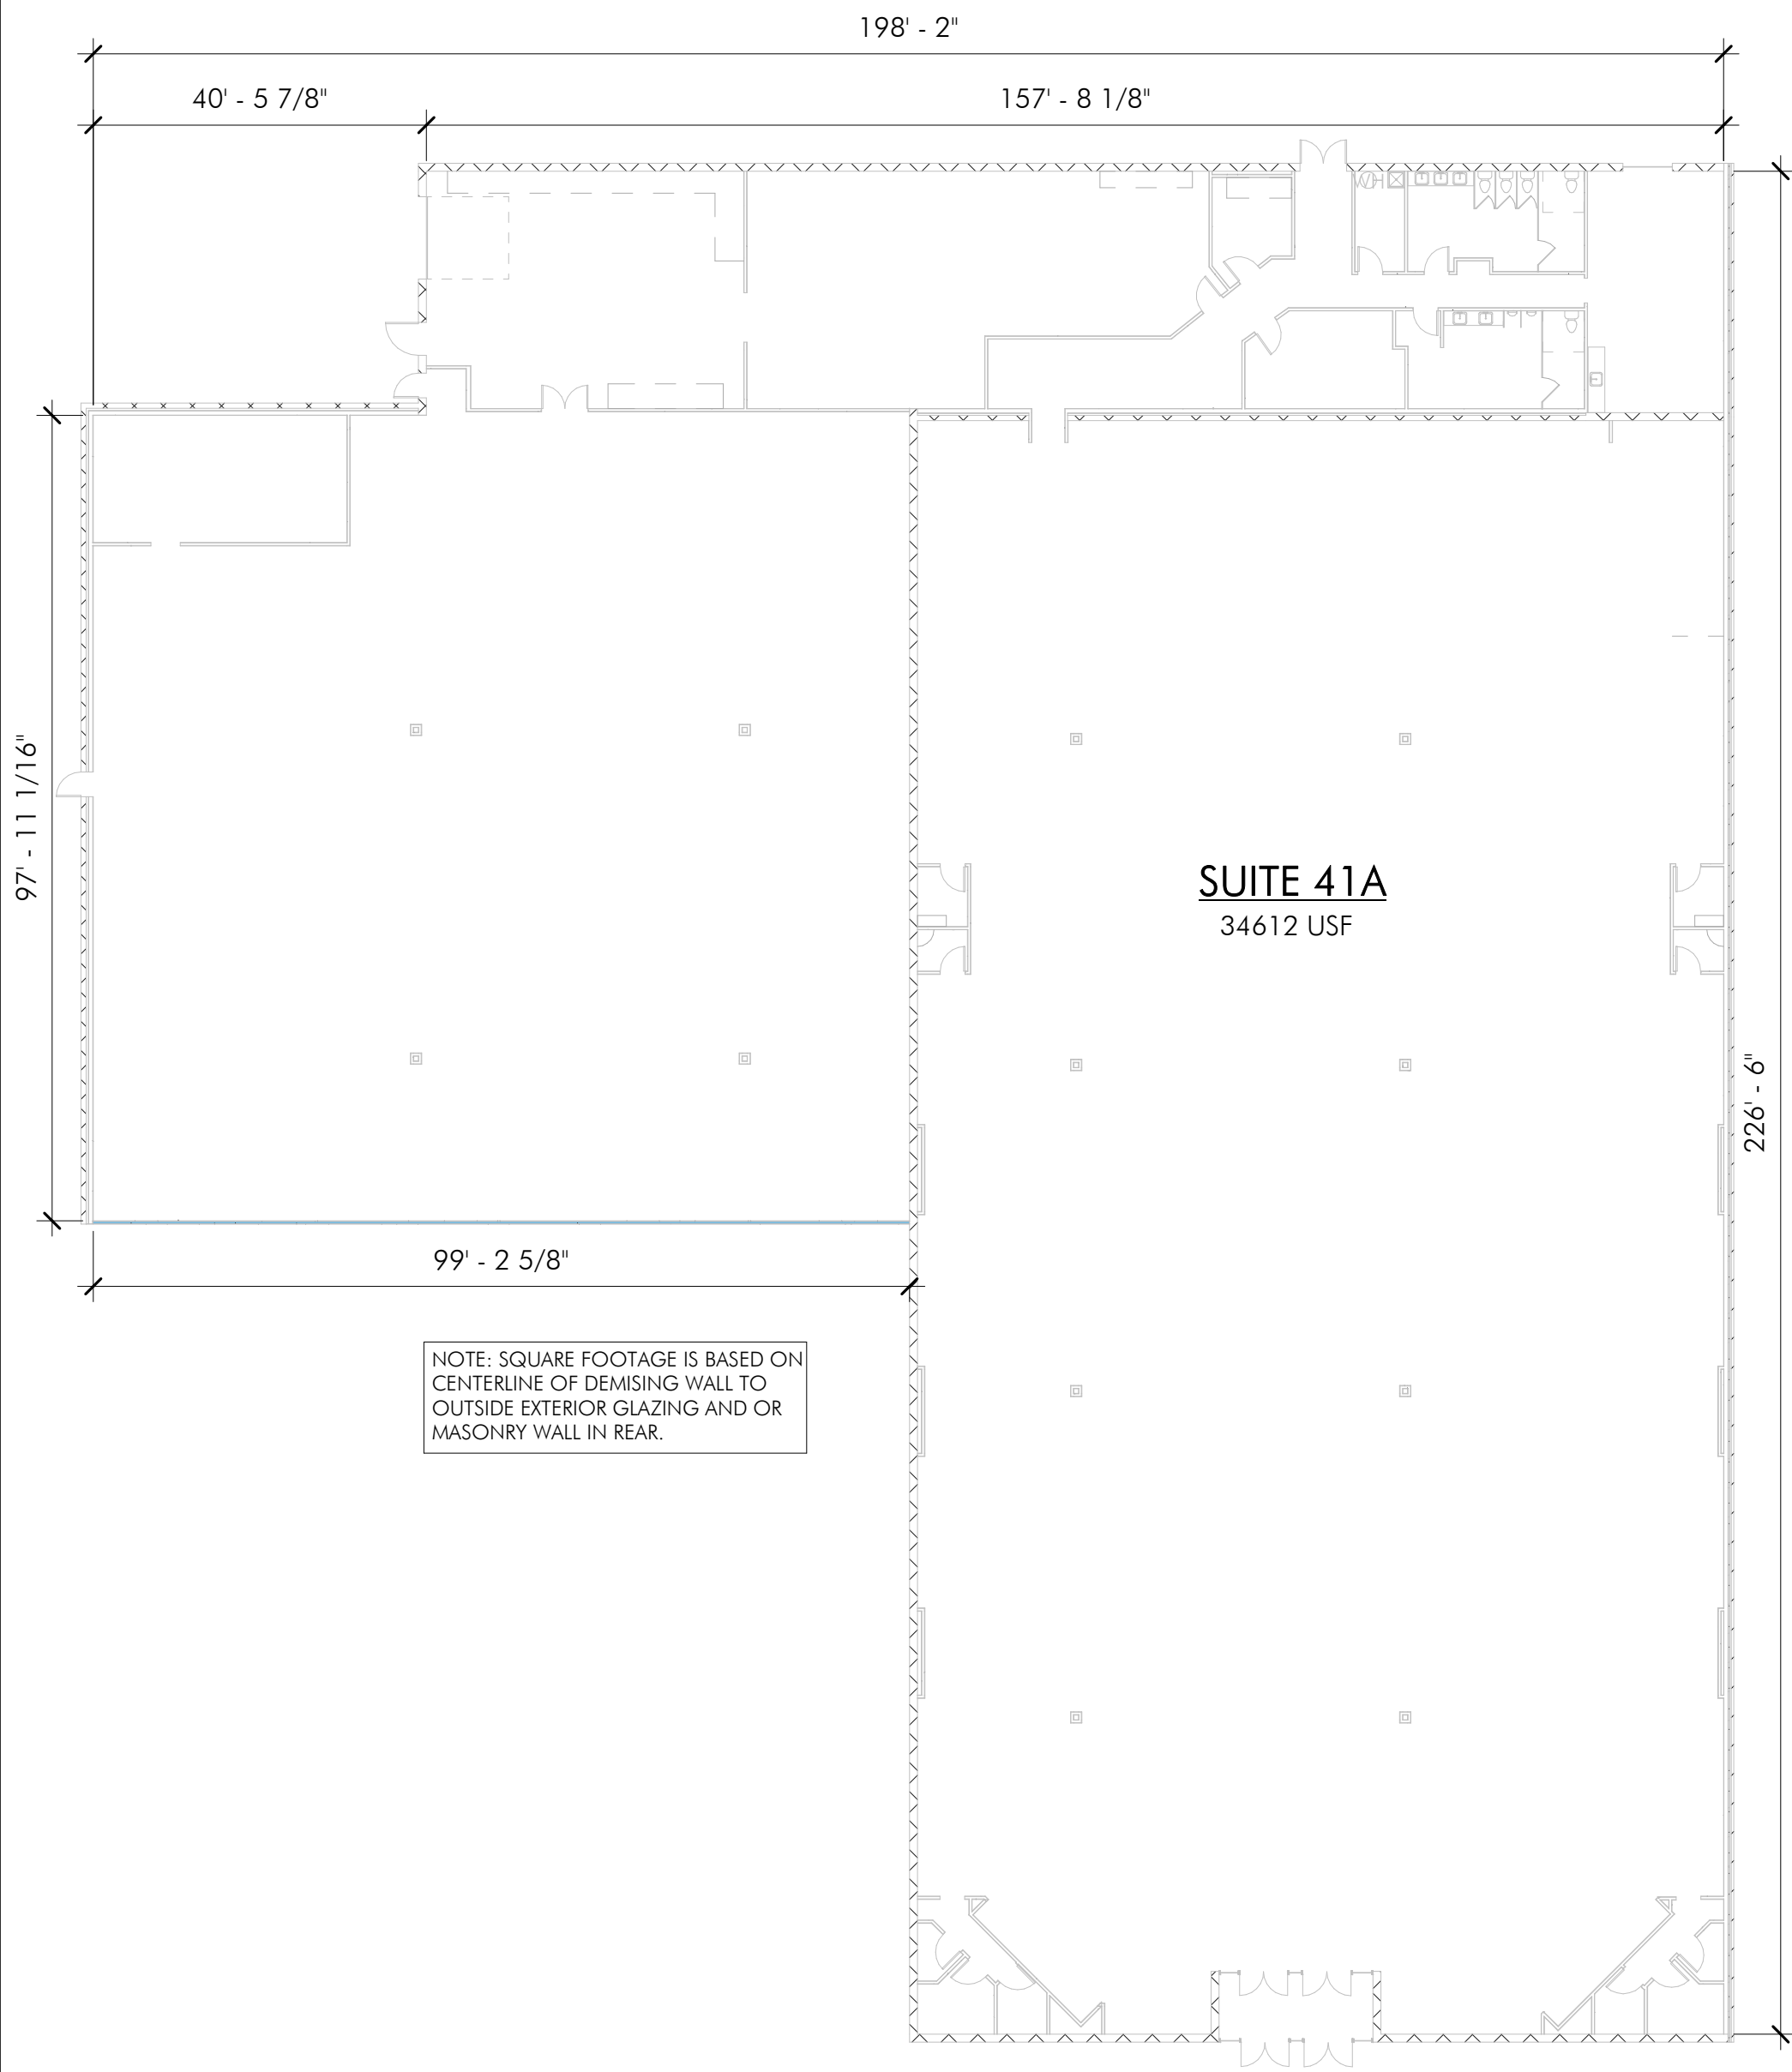 198' - 2"
40' - 5 7/8"
157' - 8 1/8"
97' - 11 1/16"
SUITE 41A
34612 USF
226' - 6"
99' - 2 5/8"
NOTE: SQUARE FOOTAGE IS BASED ON
CENTERLINE OF DEMISING WALL TO
OUTSIDE EXTERIOR GLAZING AND OR
MASONRY WALL IN REAR.